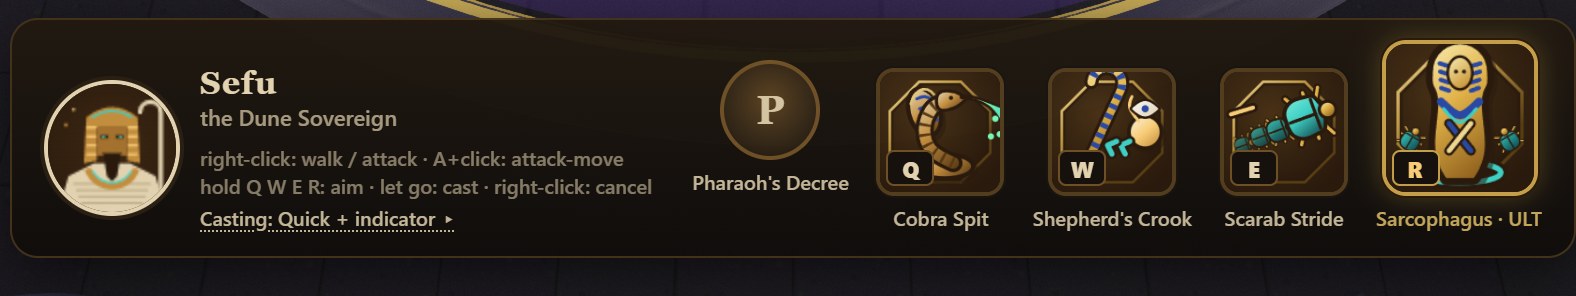 Sefu
the Dune Sovereign
right-click: walk / attack · A+click: attack-move
hold Q W E R: aim · let go: cast · right-click: cancel
Casting: Quick + indicator ▸
P
Pharaoh's Decree
Q
Cobra Spit
W
Shepherd's Crook
E
Scarab Stride
R
Sarcophagus · ULT